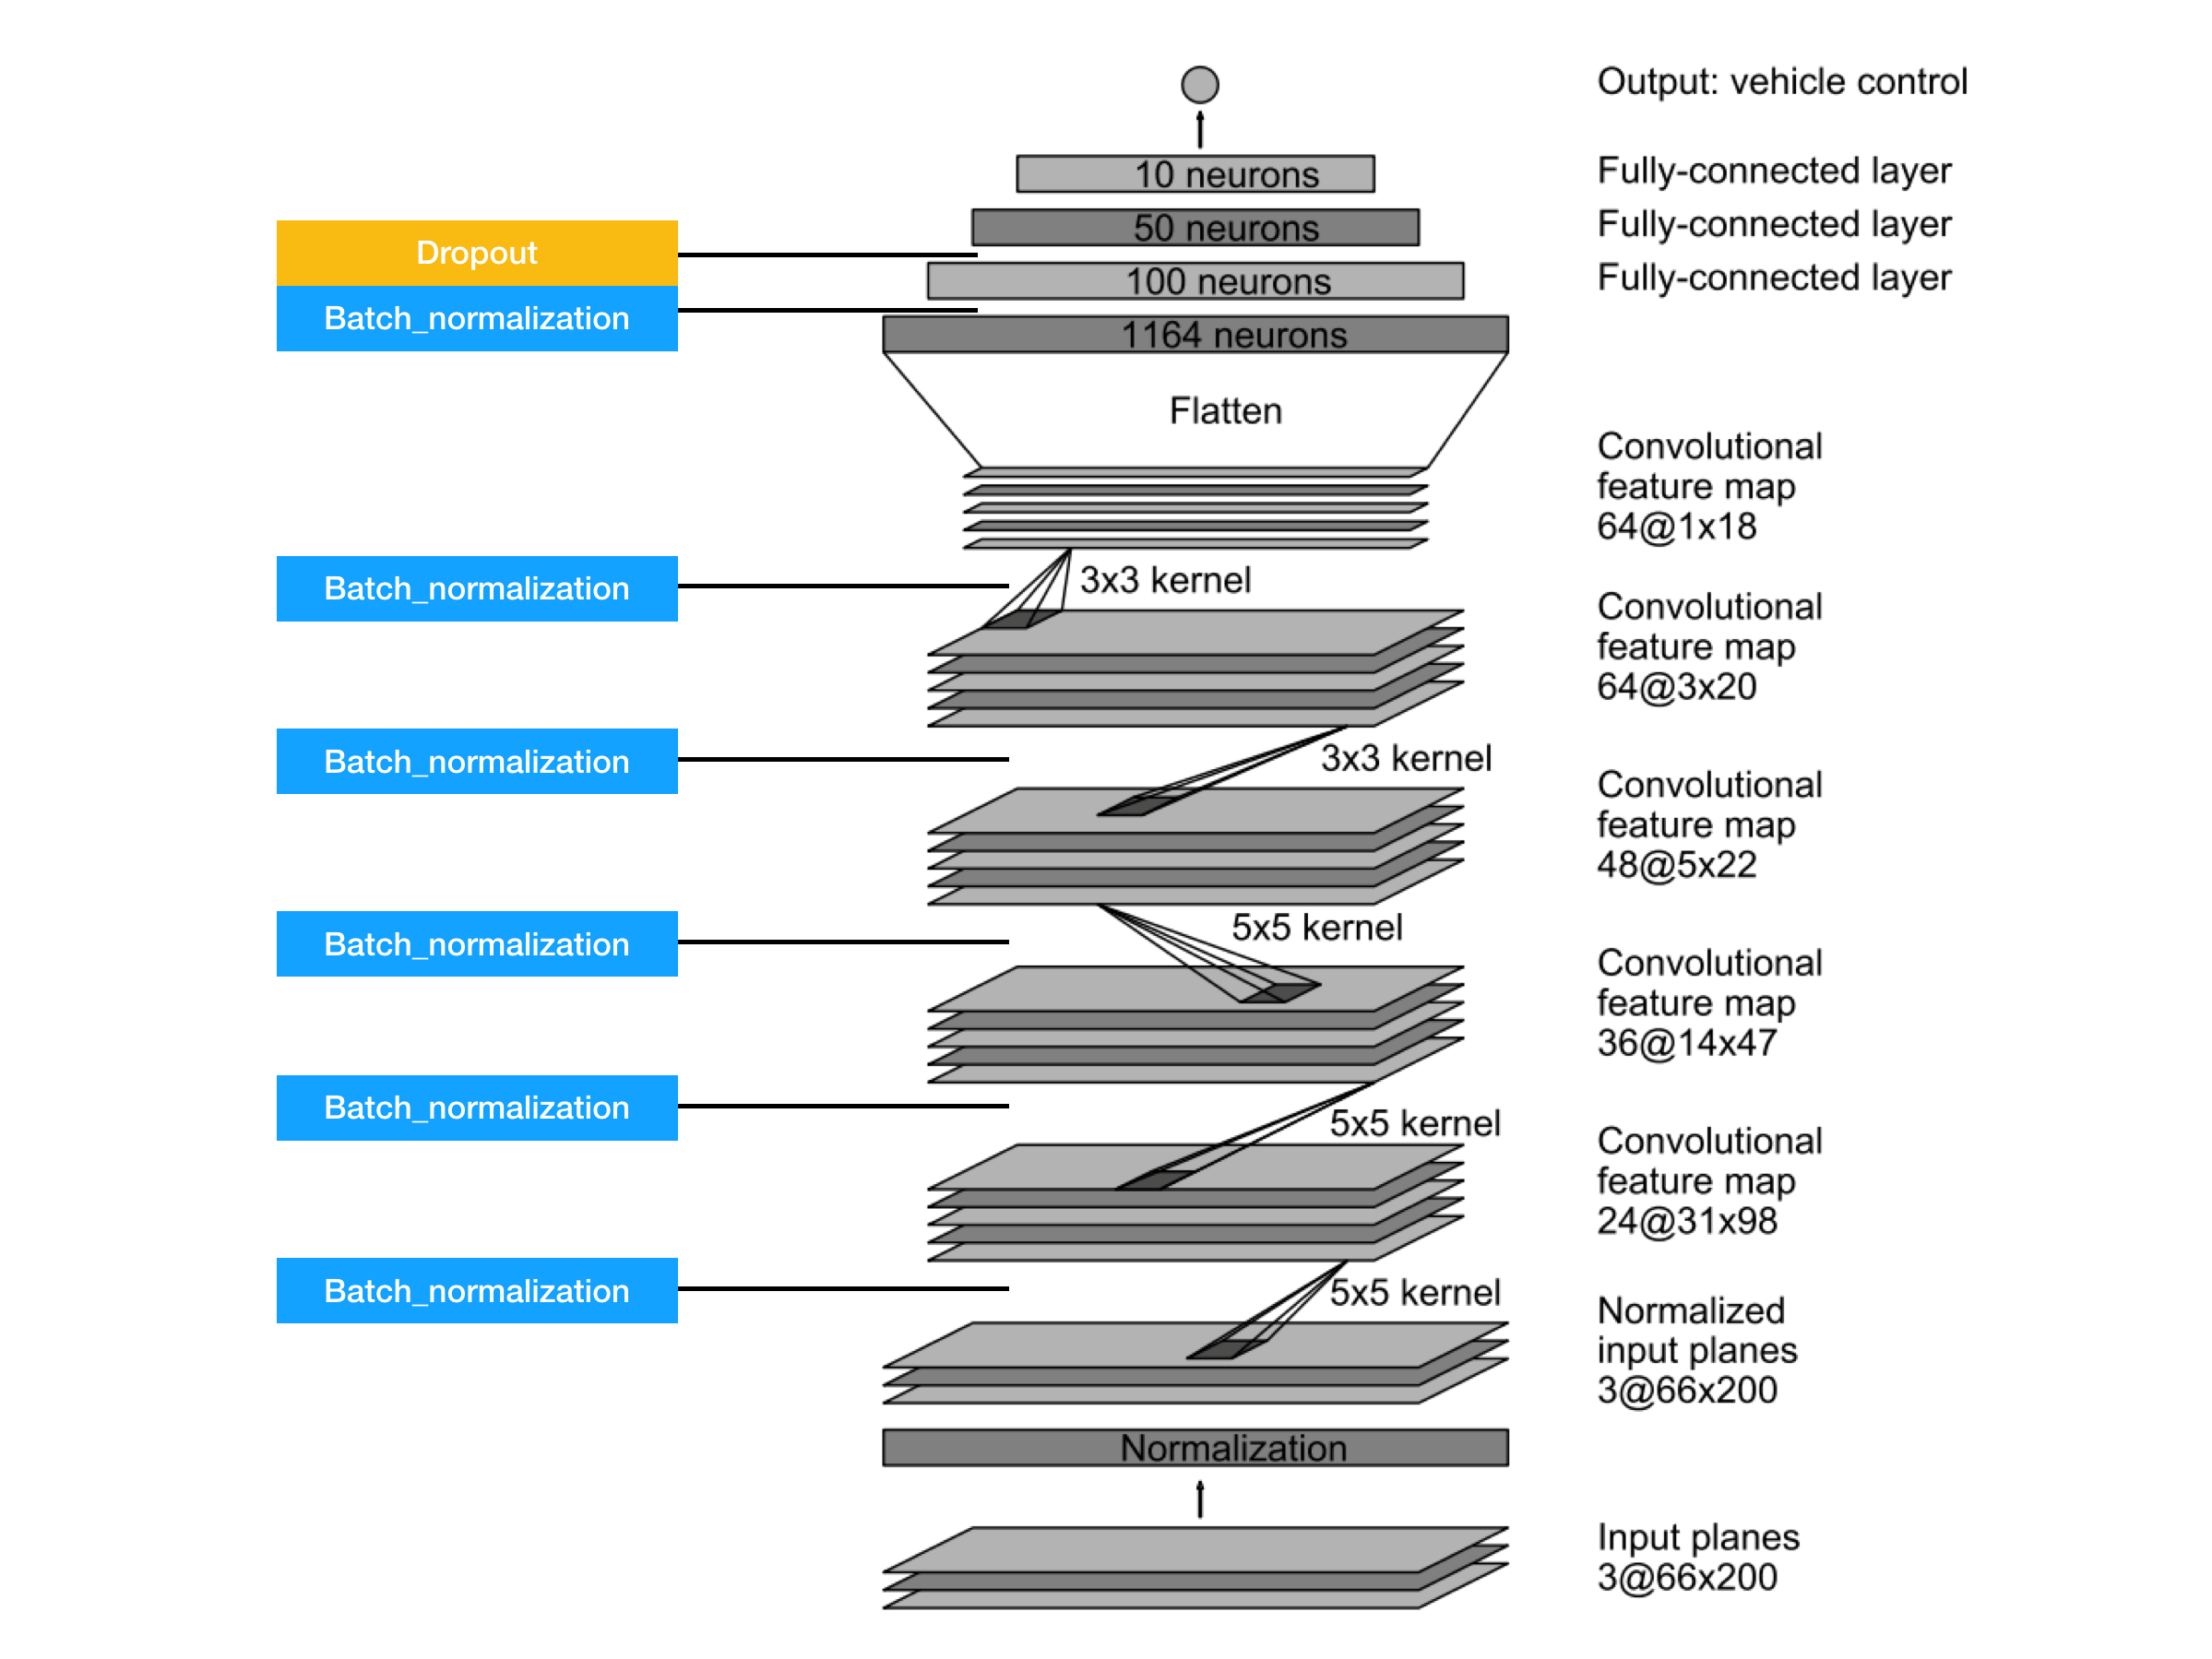 Output: vehicle control
10 neurons
Fully-connected layer
50 neurons
Fully-connected layer
Dropout
100 neurons
Fully-connected layer
Batch_normalization
1164 neurons
Flatten
Convolutional
feature map
64@1x18
Batch_normalization
3x3 kernel
Convolutional
feature map
64@3x20
Batch_normalization
3x3 kernel
Convolutional
feature map
48@5x22
Batch_normalization
5x5 kernel
Convolutional
feature map
36@14x47
Batch_normalization
5x5 kernel
Convolutional
feature map
24@31x98
Batch_normalization
5x5 kernel
Normalized
input planes
3@66x200
Normalization
Input planes
3@66x200